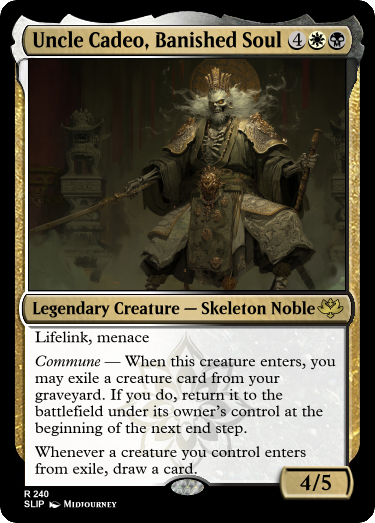 Uncle Cadeo, Banished Soul 4
Legendary Creature — Skeleton Noble
Lifelink, menace
Commune — When this creature enters, you
may exile a creature card from your
graveyard. If you do, return it to the
battlefield under its owner's control at the
beginning of the next end step.
Whenever a creature you control enters
from exile, draw a card.
4/5
R 240
SLIP Midjourney